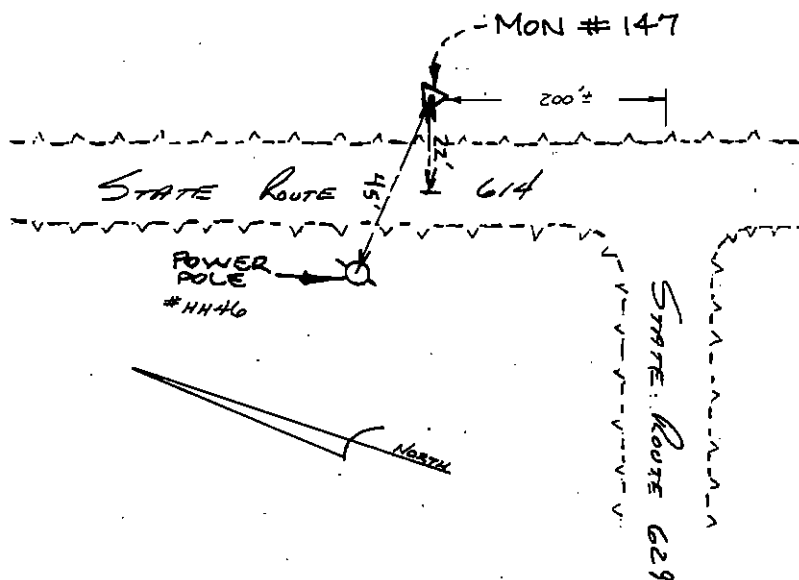 MON # 147
200' ±
22'
STATE ROUTE 614
45'
POWER
POLE
#HH46
STATE ROUTE 629
NORTH